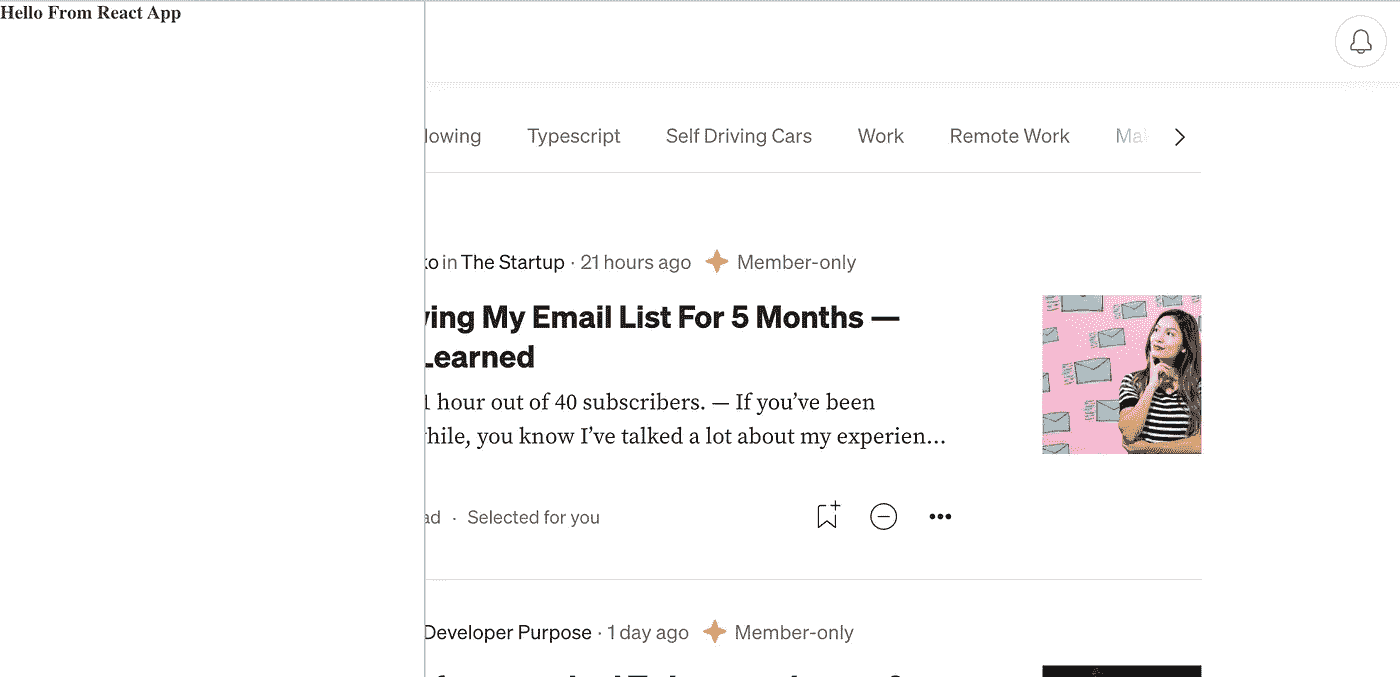 Hello From React App
lowing Typescript Self Driving Cars Work Remote Work Mal
ko in The Startup · 21 hours ago Member-only
ving My Email List For 5 Months —
Learned
1 hour out of 40 subscribers. — If you’ve been
hile, you know I’ve talked a lot about my experien…
ad · Selected for you
Developer Purpose · 1 day ago Member-only